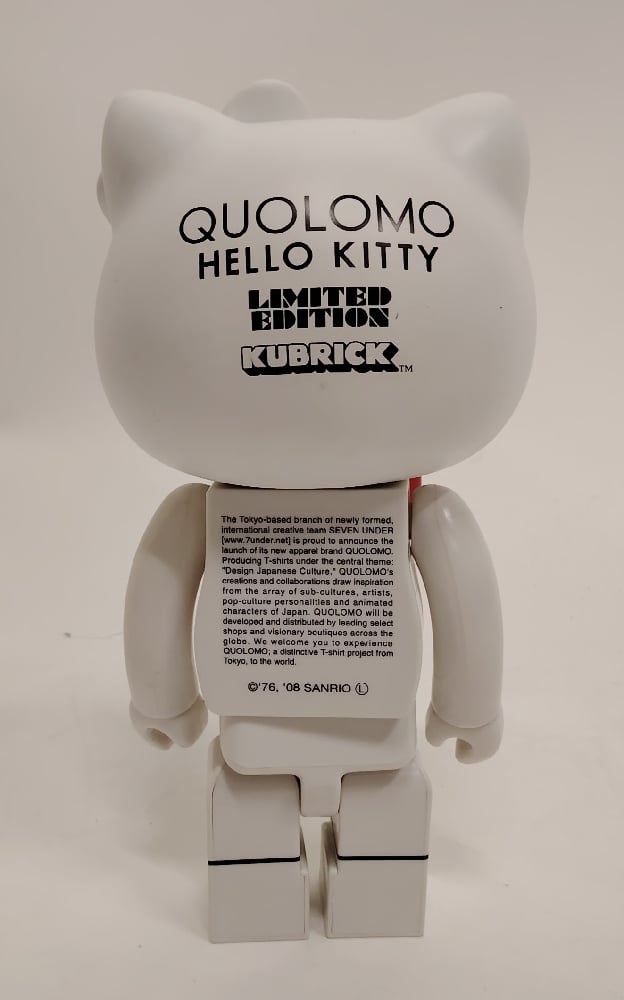 QUOLOMO
HELLO KITTY
LIMITED
EDITION
KUBRICK™
The Tokyo-based branch of newly formed,
international creative team SEVEN UNDER
[www.7under.net] is proud to announce the
launch of its new apparel brand QUOLOMO.
Producing T-shirts under the central theme:
"Design Japanese Culture," QUOLOMO's
creations and collaborations draw inspiration
from the array of sub-cultures, artists,
pop-culture personalities and animated
characters of Japan. QUOLOMO will be
developed and distributed by leading select
shops and visionary boutiques across the
globe. We welcome you to experience
QUOLOMO; a distinctive T-shirt project from
Tokyo, to the world.
©'76, '08 SANRIO Ⓛ